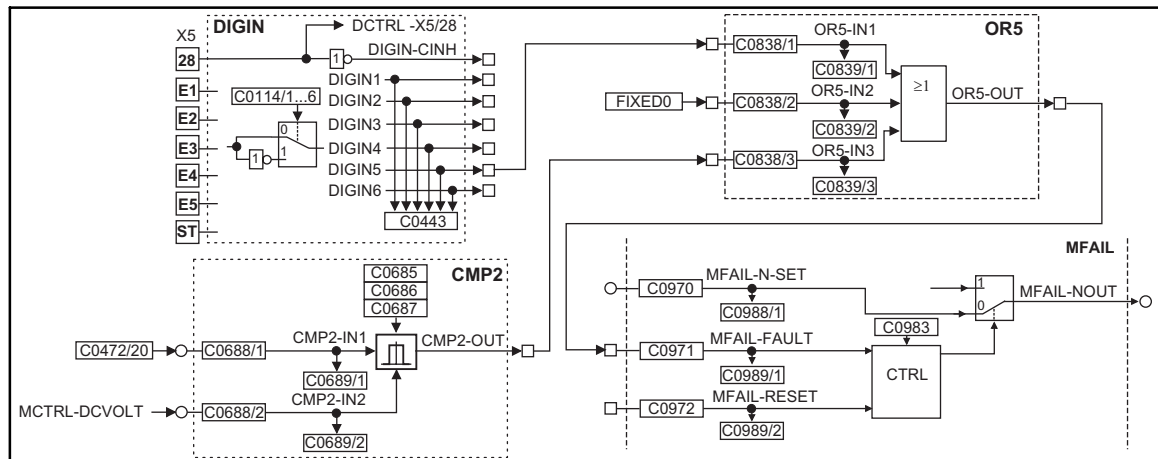 DIGIN
X5
DCTRL -X5/28
28
1
DIGIN-CINH
E1
E2
E3
E4
E5
ST
C0114/1...6
0
1
1
DIGIN1
DIGIN2
DIGIN3
DIGIN4
DIGIN5
DIGIN6
C0443
OR5
C0838/1
OR5-IN1
C0839/1
FIXED0
C0838/2
OR5-IN2
C0839/2
C0838/3
OR5-IN3
C0839/3
≥1
OR5-OUT
CMP2
C0685
C0686
C0687
C0472/20
C0688/1
CMP2-IN1
C0689/1
CMP2-OUT
MCTRL-DCVOLT
C0688/2
CMP2-IN2
C0689/2
MFAIL
C0970
MFAIL-N-SET
C0988/1
1
0
MFAIL-NOUT
C0983
C0971
MFAIL-FAULT
C0989/1
CTRL
C0972
MFAIL-RESET
C0989/2